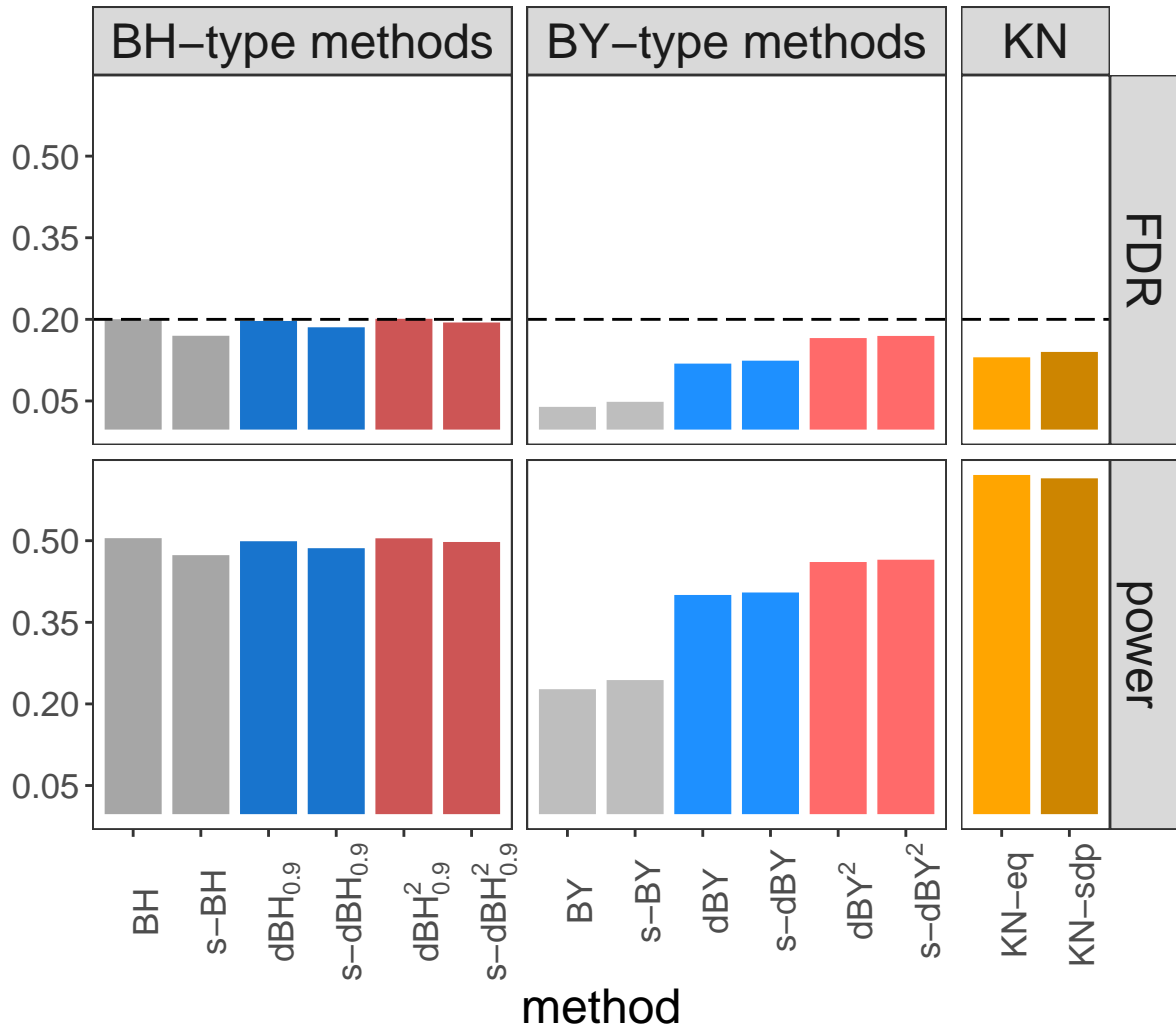 BH−type methods BY−type methods KN
0.50
0.35
0.20
0.05
FDR
0.50
0.35
0.20
0.05
power
BH s−BH dBH₀.₉ s−dBH₀.₉ dBH²₀.₉ s−dBH²₀.₉ BY s−BY dBY s−dBY dBY² s−dBY² KN−eq KN−sdp
method